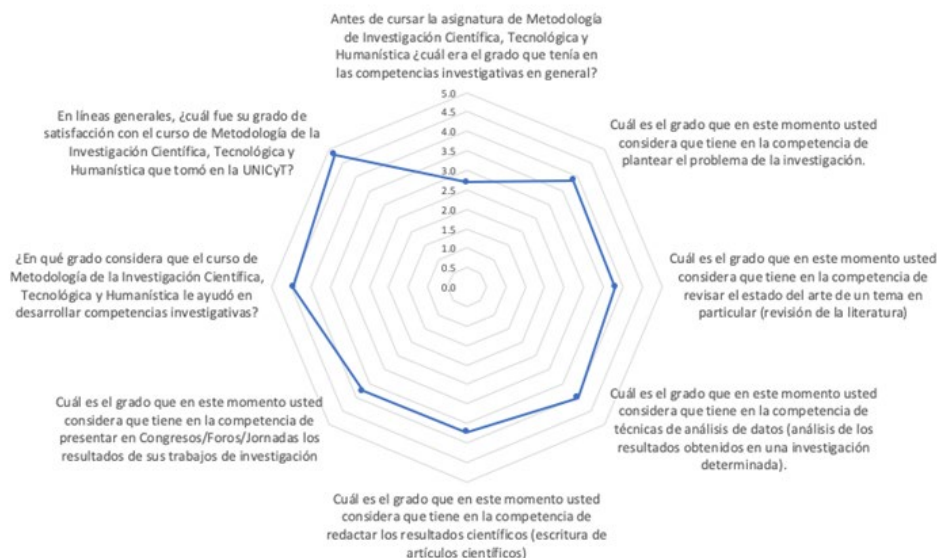 Antes de cursar la asignatura de Metodología
de Investigación Científica, Tecnológica y
Humanística ¿cuál era el grado que tenía en
las competencias investigativas en general?
5.0
4.5
4.0
3.5
3.0
2.5
2.0
1.5
1.0
0.5
0.0
Cuál es el grado que en este momento usted
considera que tiene en la competencia de
plantear el problema de la investigación.
Cuál es el grado que en este momento usted
considera que tiene en la competencia de
revisar el estado del arte de un tema en
particular (revisión de la literatura)
Cuál es el grado que en este momento usted
considera que tiene en la competencia de
técnicas de análisis de datos (análisis de los
resultados obtenidos en una investigación
determinada).
Cuál es el grado que en este momento usted
considera que tiene en la competencia de
redactar los resultados científicos (escritura de
artículos científicos)
Cuál es el grado que en este momento usted
considera que tiene en la competencia de
presentar en Congresos/Foros/Jornadas los
resultados de sus trabajos de investigación
¿En qué grado considera que el curso de
Metodología de la Investigación Científica,
Tecnológica y Humanística le ayudó en
desarrollar competencias investigativas?
En líneas generales, ¿cuál fue su grado de
satisfacción con el curso de Metodología de la
Investigación Científica, Tecnológica y
Humanística que tomó en la UNICyT?